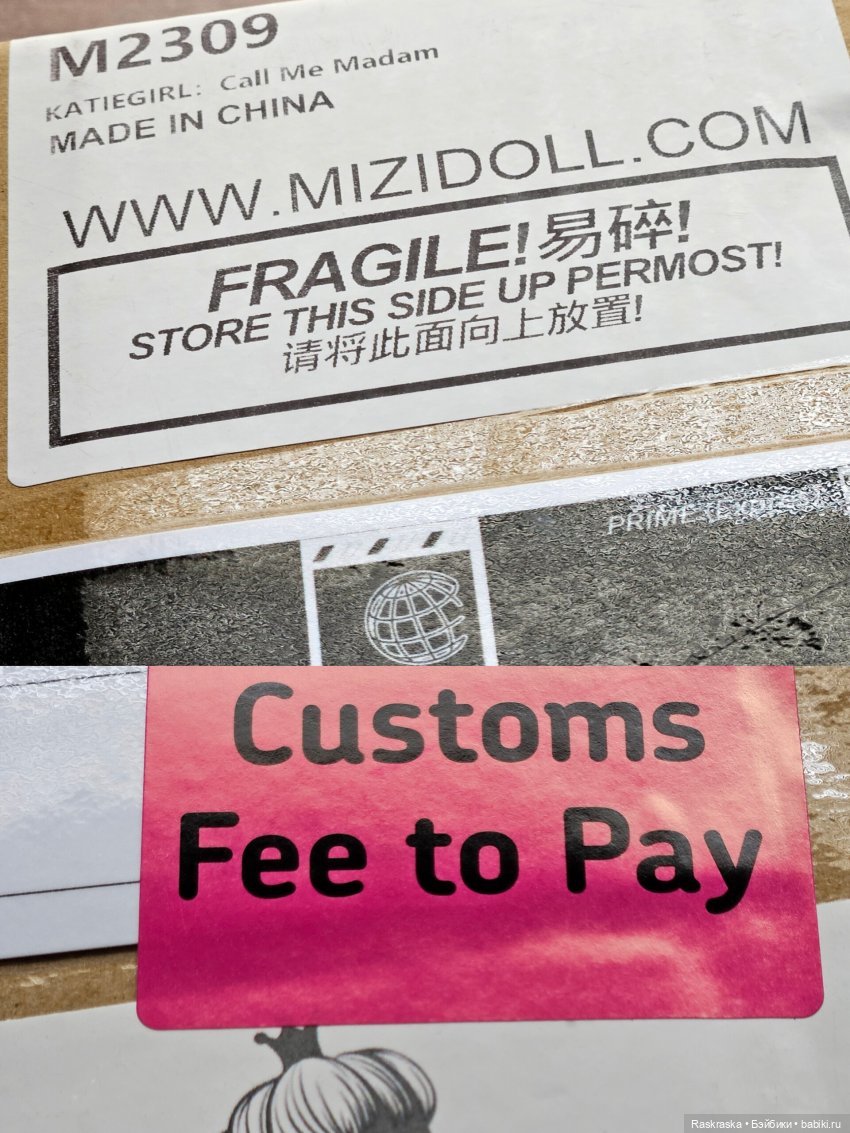 M2309
KATIEGIRL: Call Me Madam
MADE IN CHINA
WWW.MIZIDOLL.COM
FRAGILE!易碎!
STORE THIS SIDE UP PERMOST!
请将此面向上放置!
PRIME
Customs
Fee to Pay
Raskraska • Бэйбики • babiki.ru